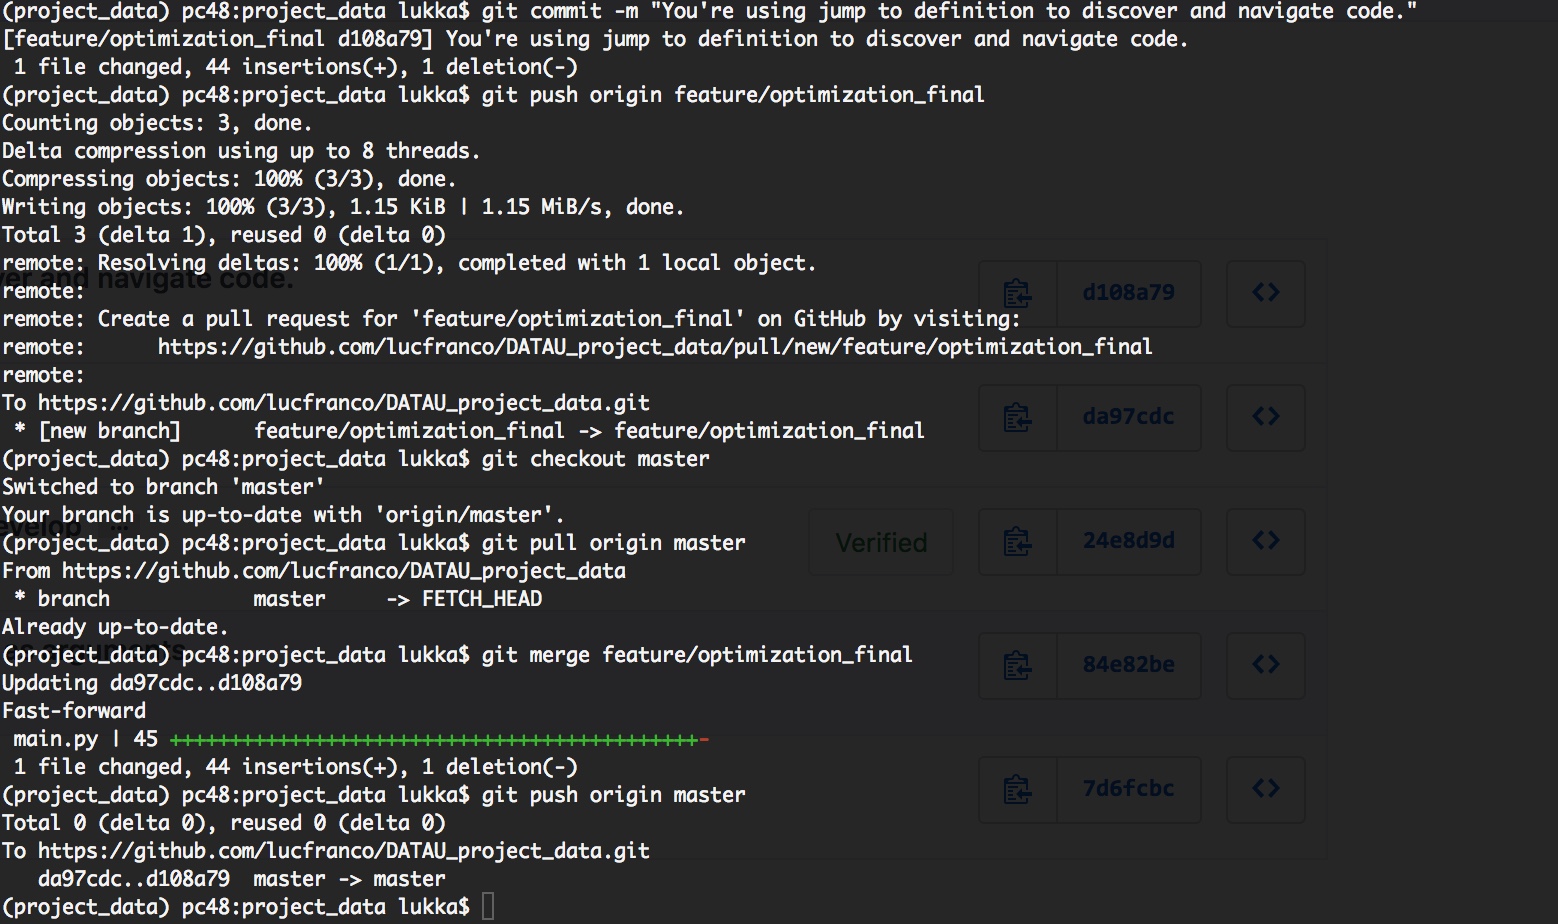 (project_data) pc48:project_data lukka$ git commit -m "You're using jump to definition to discover and navigate code."
[feature/optimization_final d108a79] You're using jump to definition to discover and navigate code.
 1 file changed, 44 insertions(+), 1 deletion(-)
(project_data) pc48:project_data lukka$ git push origin feature/optimization_final
Counting objects: 3, done.
Delta compression using up to 8 threads.
Compressing objects: 100% (3/3), done.
Writing objects: 100% (3/3), 1.15 KiB | 1.15 MiB/s, done.
Total 3 (delta 1), reused 0 (delta 0)
remote: Resolving deltas: 100% (1/1), completed with 1 local object.
and navigate code.
remote:
d108a79
remote: Create a pull request for 'feature/optimization_final' on GitHub by visiting:
remote:      https://github.com/lucfranco/DATAU_project_data/pull/new/feature/optimization_final
remote:
To https://github.com/lucfranco/DATAU_project_data.git
da97cdc
 * [new branch]      feature/optimization_final -> feature/optimization_final
(project_data) pc48:project_data lukka$ git checkout master
Switched to branch 'master'
Your branch is up-to-date with 'origin/master'.
(project_data) pc48:project_data lukka$ git pull origin master
Verified
24e8d9d
From https://github.com/lucfranco/DATAU_project_data
 * branch            master     -> FETCH_HEAD
Already up-to-date.
(project_data) pc48:project_data lukka$ git merge feature/optimization_final
84e82be
Updating da97cdc..d108a79
Fast-forward
 main.py | 45 ++++++++++++++++++++++++++++++++++++++++++++-
 1 file changed, 44 insertions(+), 1 deletion(-)
(project_data) pc48:project_data lukka$ git push origin master
7d6fcbc
Total 0 (delta 0), reused 0 (delta 0)
To https://github.com/lucfranco/DATAU_project_data.git
   da97cdc..d108a79  master -> master
(project_data) pc48:project_data lukka$